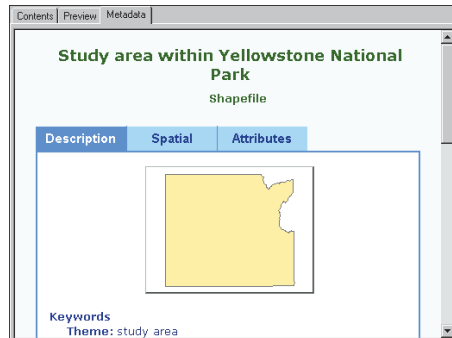 Contents Preview Metadata
Study area within Yellowstone National
Park
Shapefile
Description Spatial Attributes
Keywords
Theme: study area